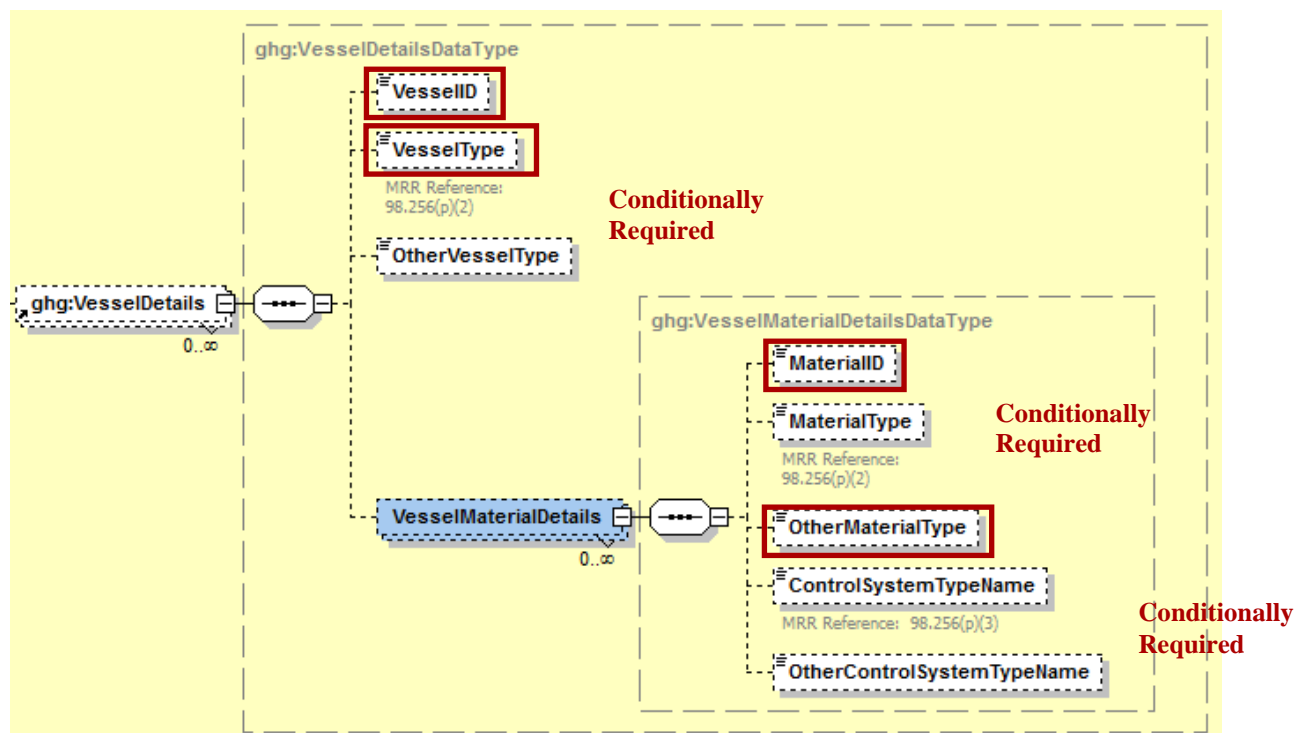 ghg:VesselDetailsDataType
VesselID
VesselType
MRR Reference:
98.256(p)(2)
Conditionally
Required
OtherVesselType
ghg:VesselDetails
0..∞
ghg:VesselMaterialDetailsDataType
MaterialID
MaterialType
MRR Reference:
98.256(p)(2)
Conditionally
Required
VesselMaterialDetails
0..∞
OtherMaterialType
ControlSystemTypeName
MRR Reference: 98.256(p)(3)
Conditionally
Required
OtherControlSystemTypeName